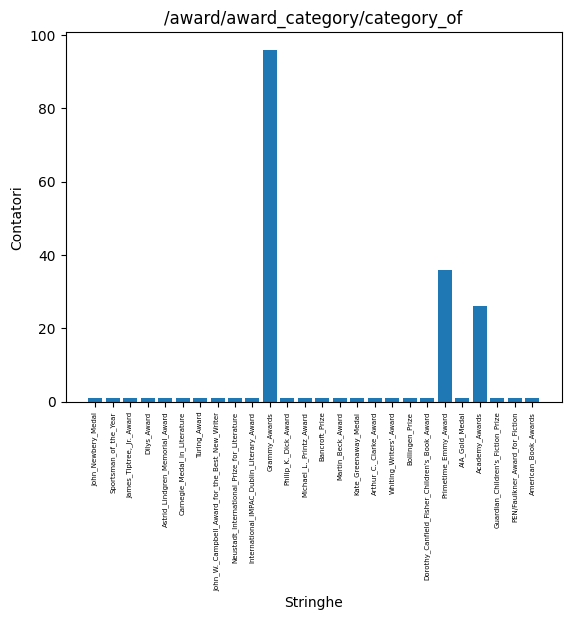 /award/award_category/category_of
100
80
60
40
20
0
Contatori
John_Newbery_Medal
Sportsman_of_the_Year
James_Tiptree,_Jr._Award
Dilys_Award
Astrid_Lindgren_Memorial_Award
Carnegie_Medal_in_Literature
Turing_Award
John_W._Campbell_Award_for_the_Best_New_Writer
Neustadt_International_Prize_for_Literature
International_IMPAC_Dublin_Literary_Award
Grammy_Awards
Philip_K._Dick_Award
Michael_L._Printz_Award
Bancroft_Prize
Martin_Beck_Award
Kate_Greenaway_Medal
Arthur_C._Clarke_Award
Whiting_Writers'_Award
Bollingen_Prize
Dorothy_Canfield_Fisher_Children's_Book_Award
Primetime_Emmy_Award
AIA_Gold_Medal
Academy_Awards
Guardian_Children's_Fiction_Prize
PEN/Faulkner_Award_for_Fiction
American_Book_Awards
Stringhe